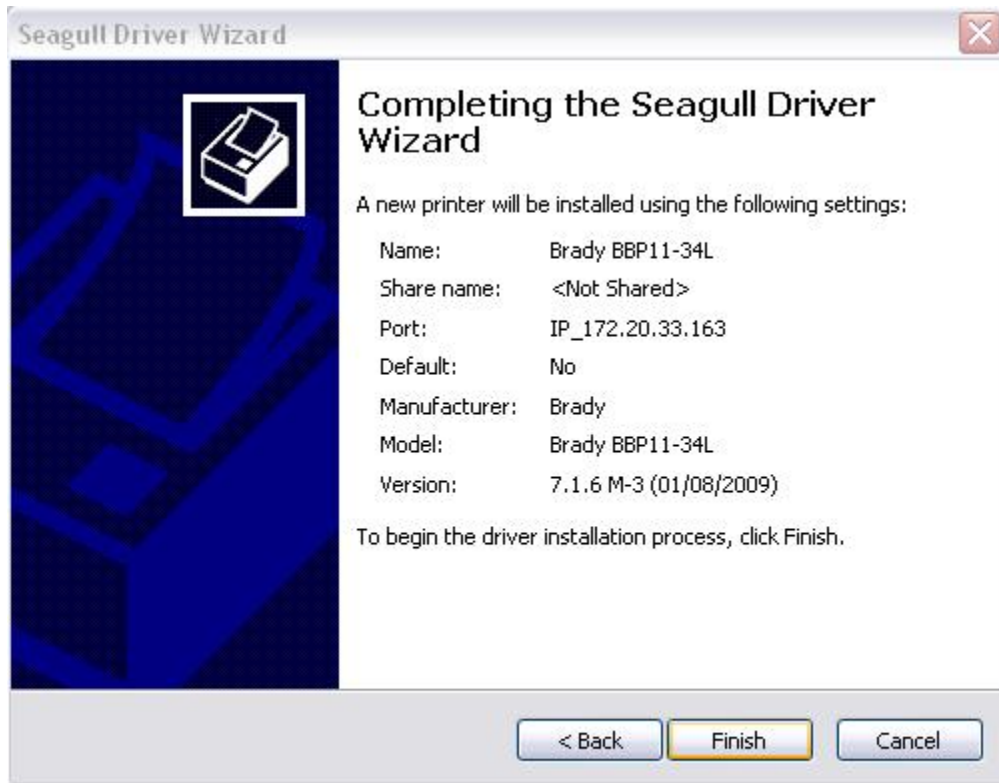 Seagull Driver Wizard
Completing the Seagull Driver
Wizard
A new printer will be installed using the following settings:
Name: Brady BBP11-34L
Share name: <Not Shared>
Port: IP_172.20.33.163
Default: No
Manufacturer: Brady
Model: Brady BBP11-34L
Version: 7.1.6 M-3 (01/08/2009)
To begin the driver installation process, click Finish.
< Back Finish Cancel